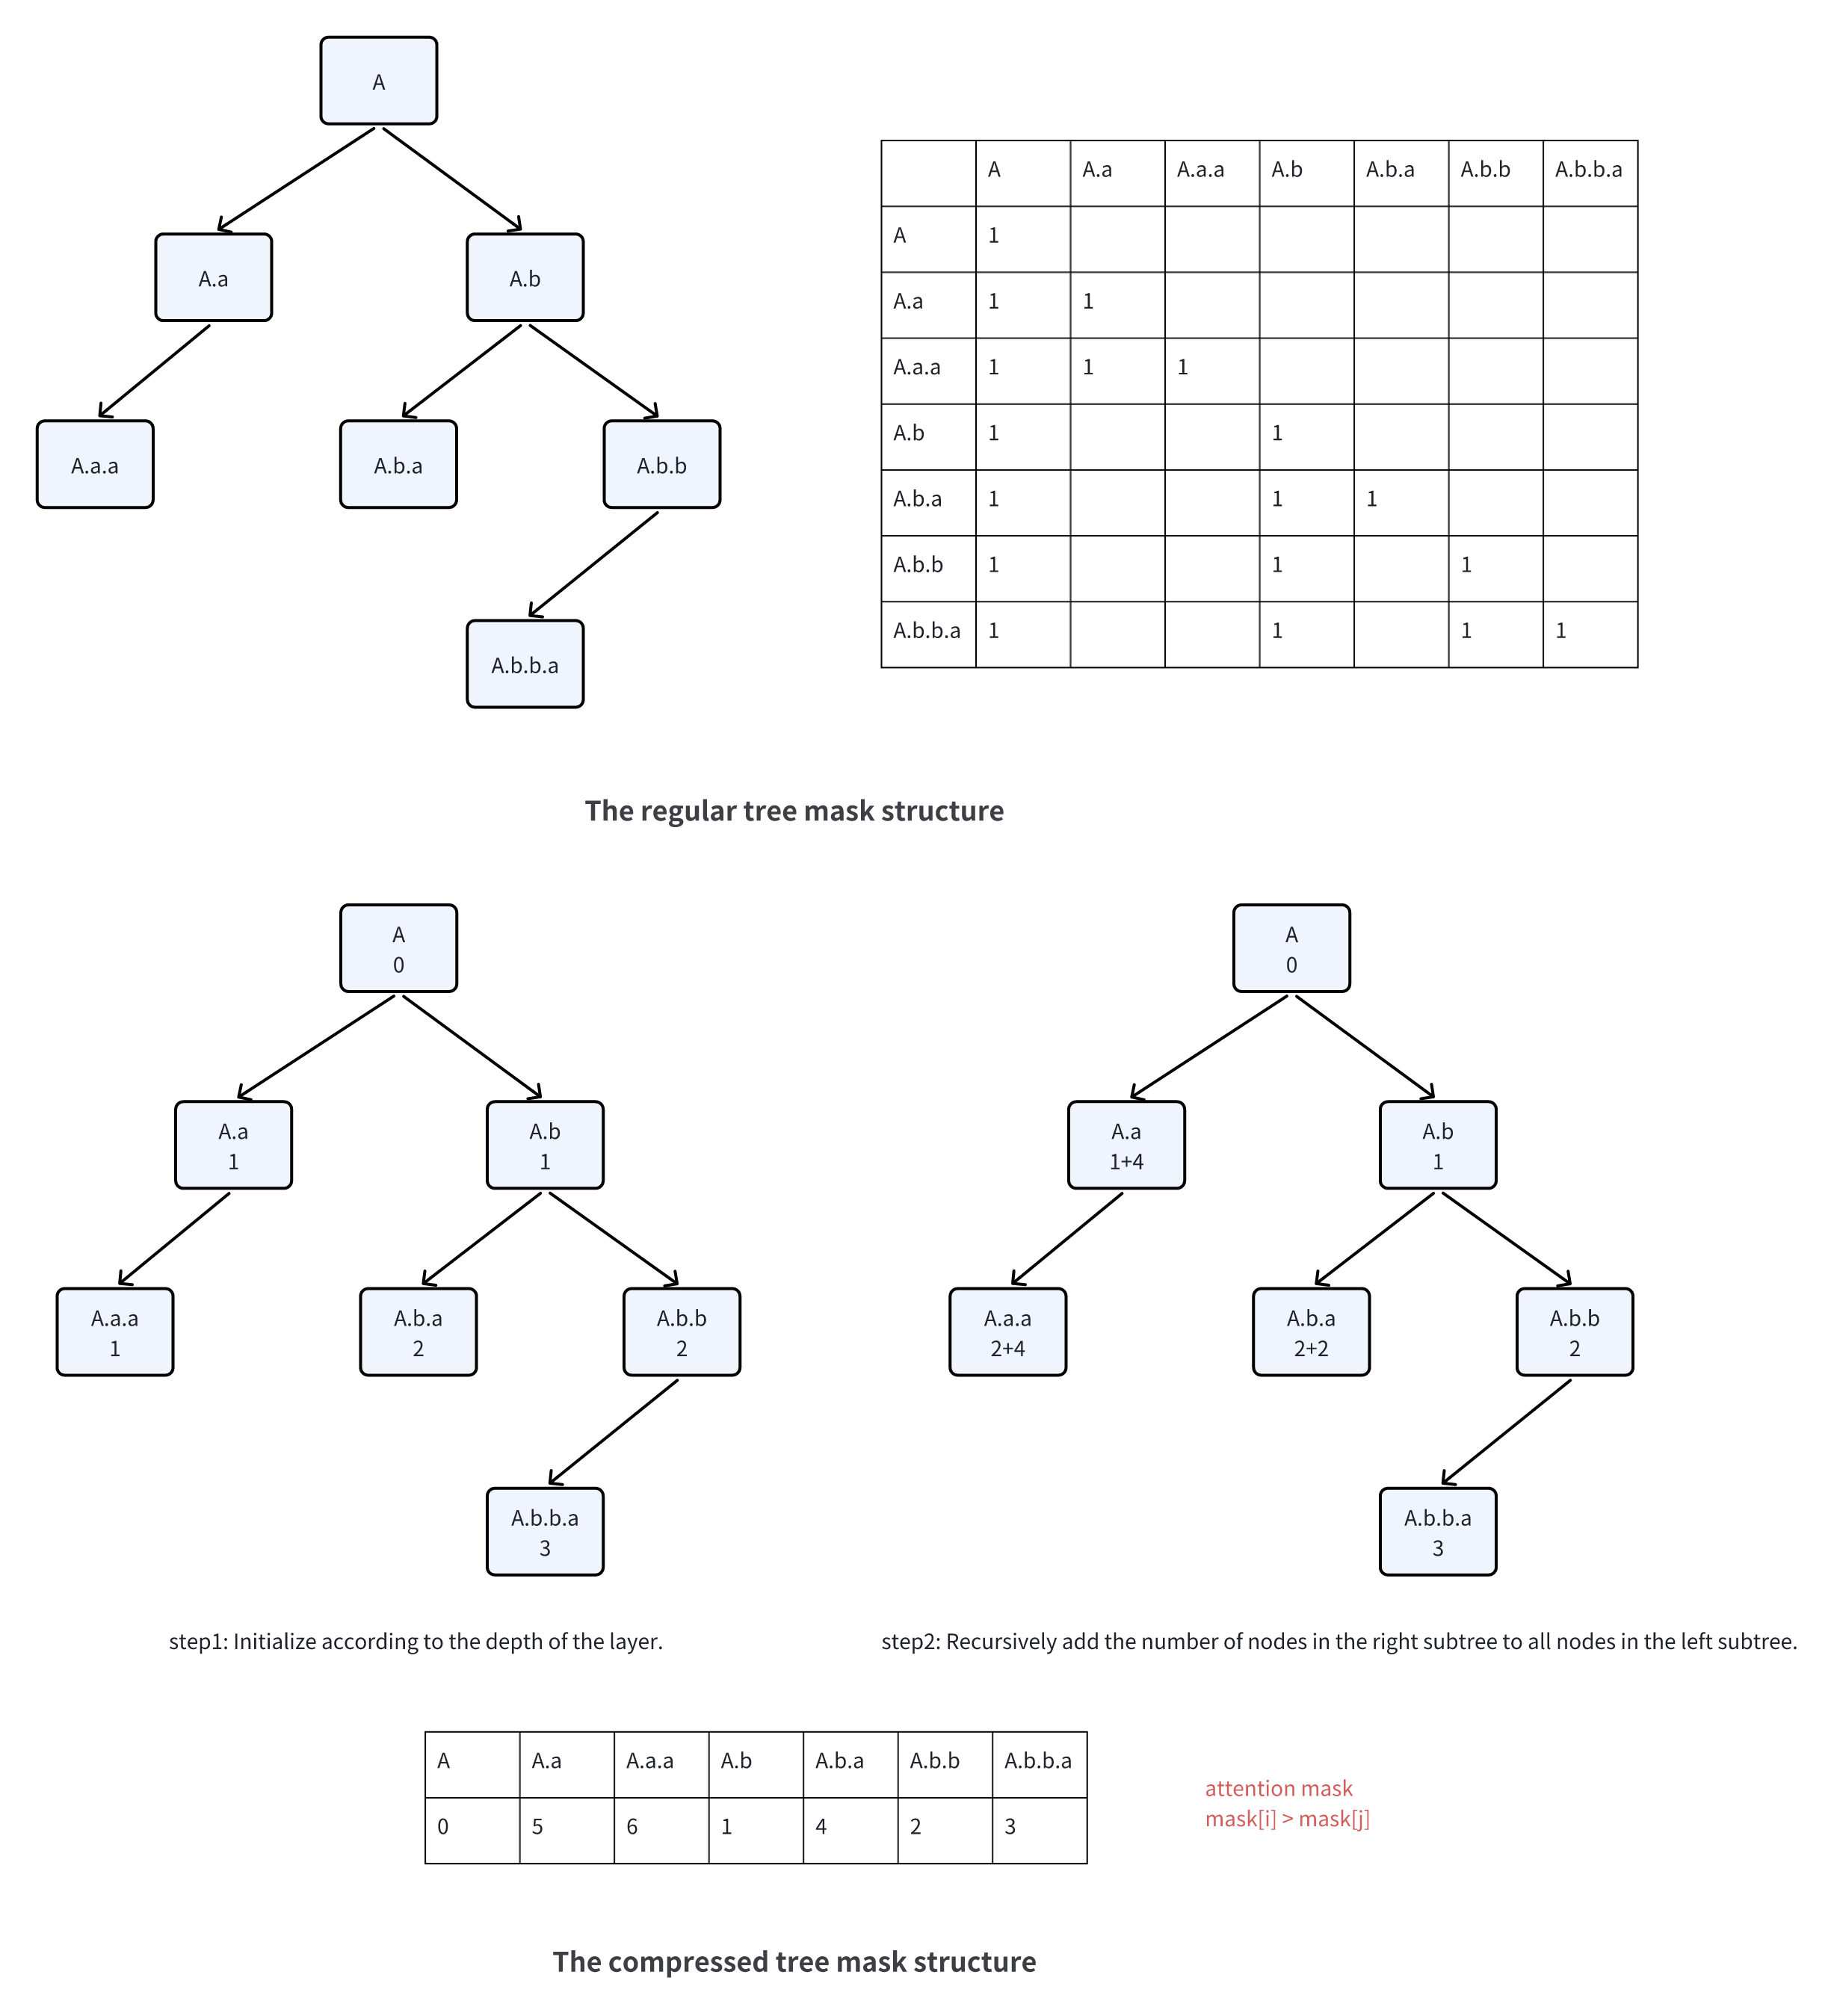 A
A.a
A.b
A.a.a
A.b.a
A.b.b
A.b.b.a
A A.a A.a.a A.b A.b.a A.b.b A.b.b.a
A 1
A.a 1 1
A.a.a 1 1 1
A.b 1 1
A.b.a 1 1 1
A.b.b 1 1 1
A.b.b.a 1 1 1 1
The regular tree mask structure
A
0
A.a
1
A.b
1
A.a.a
1
A.b.a
2
A.b.b
2
A.b.b.a
3
step1: Initialize according to the depth of the layer.
A
0
A.a
1+4
A.b
1
A.a.a
2+4
A.b.a
2+2
A.b.b
2
A.b.b.a
3
step2: Recursively add the number of nodes in the right subtree to all nodes in the left subtree.
A A.a A.a.a A.b A.b.a A.b.b A.b.b.a
0 5 6 1 4 2 3
attention mask
mask[i] > mask[j]
The compressed tree mask structure